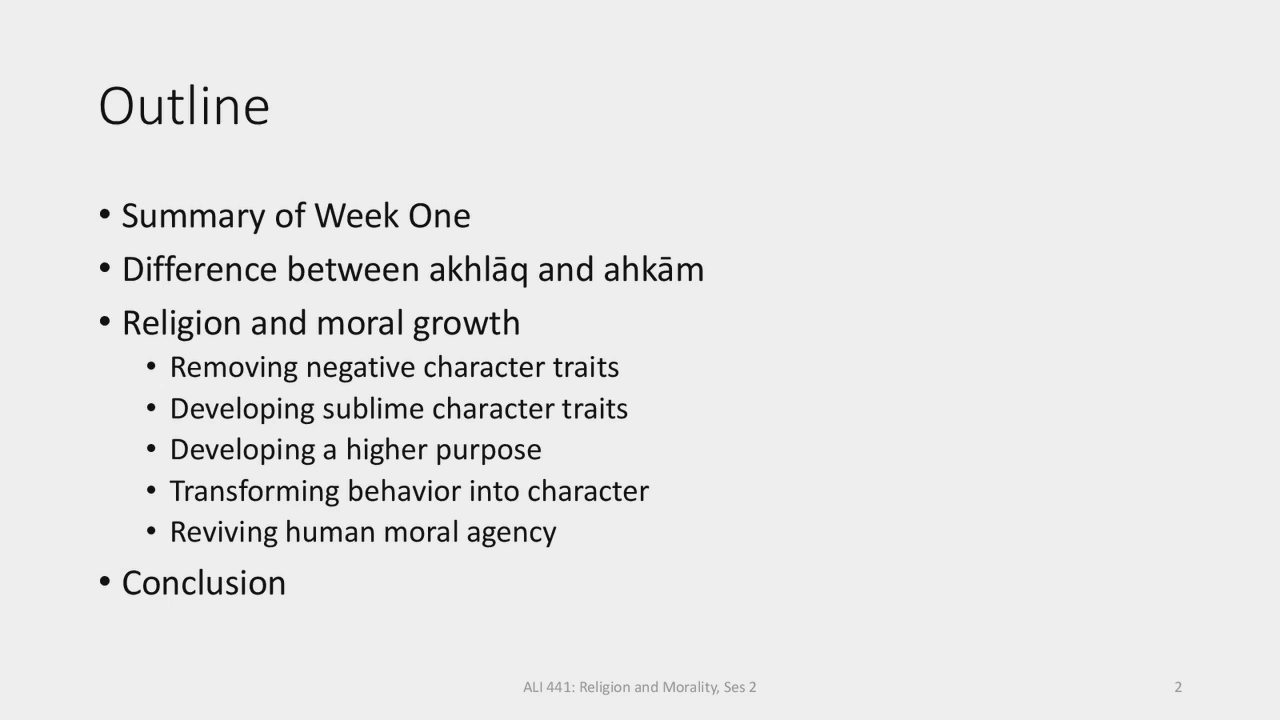 Outline
• Summary of Week One
• Difference between akhlāq and ahkām
• Religion and moral growth
• Removing negative character traits
• Developing sublime character traits
• Developing a higher purpose
• Transforming behavior into character
• Reviving human moral agency
• Conclusion
ALI 441: Religion and Morality, Ses 2
2